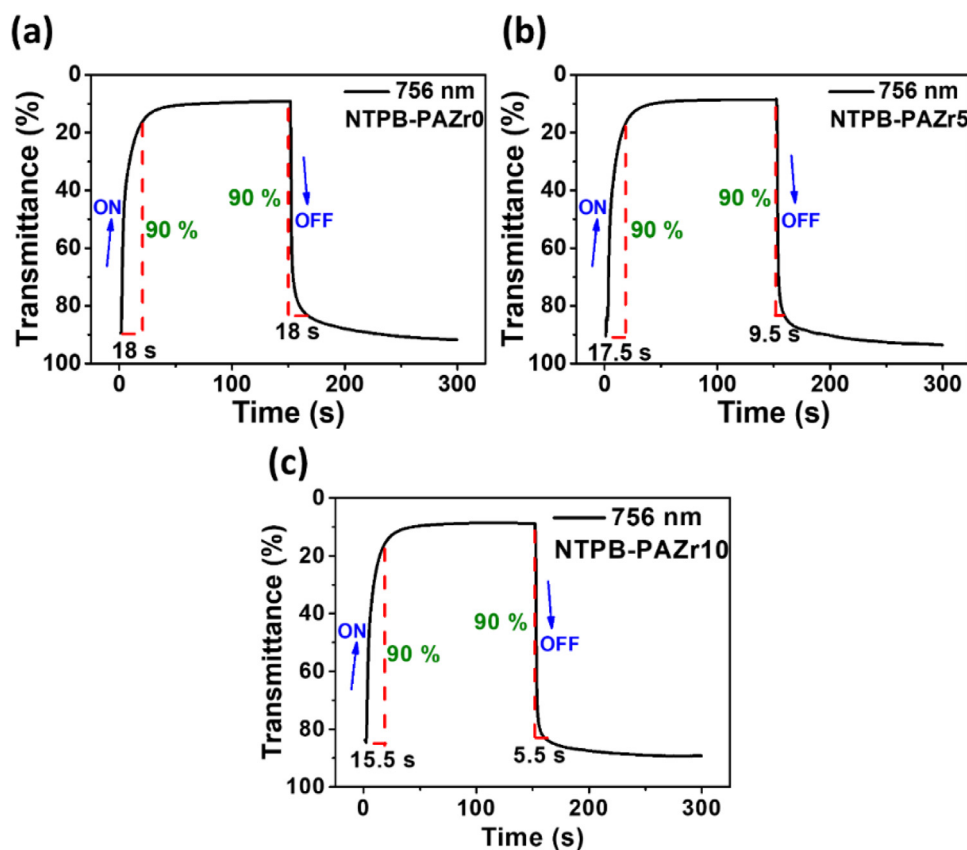 (a)
Transmittance (%)
0
20
40
60
80
100
756 nm
NTPB-PAZr0
ON
90 %
90 %
OFF
18 s
18 s
0
100
200
300
Time (s)
(b)
Transmittance (%)
0
20
40
60
80
100
756 nm
NTPB-PAZr5
ON
90 %
90 %
OFF
17.5 s
9.5 s
0
100
200
300
Time (s)
(c)
Transmittance (%)
0
20
40
60
80
100
756 nm
NTPB-PAZr10
ON
90 %
90 %
OFF
15.5 s
5.5 s
0
100
200
300
Time (s)